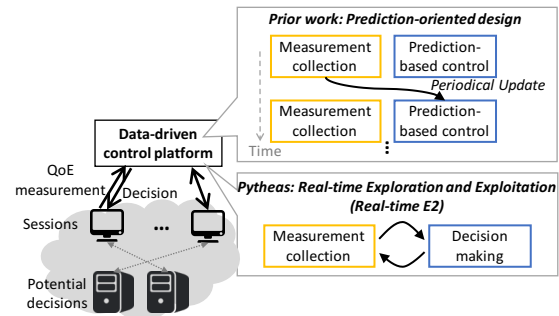 Prior work: Prediction-oriented design
Measurement
collection
Prediction-
based control
Periodical Update
Measurement
collection
Prediction-
based control
Time
⋮
Data-driven
control platform
QoE
measurement
Decision
Sessions
...
Potential
decisions
Pytheas: Real-time Exploration and Exploitation
(Real-time E2)
Measurement
collection
Decision
making